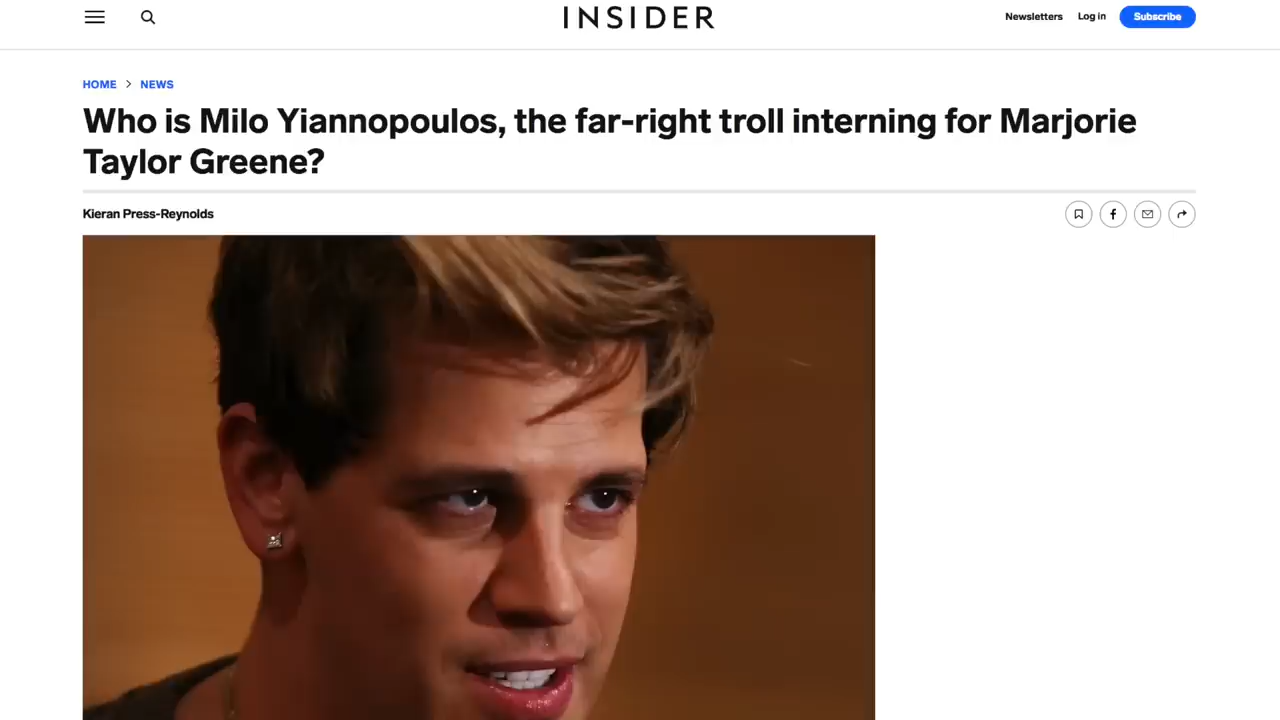 INSIDER
Newsletters Log in Subscribe
HOME > NEWS
Who is Milo Yiannopoulos, the far-right troll interning for Marjorie
Taylor Greene?
Kieran Press-Reynolds